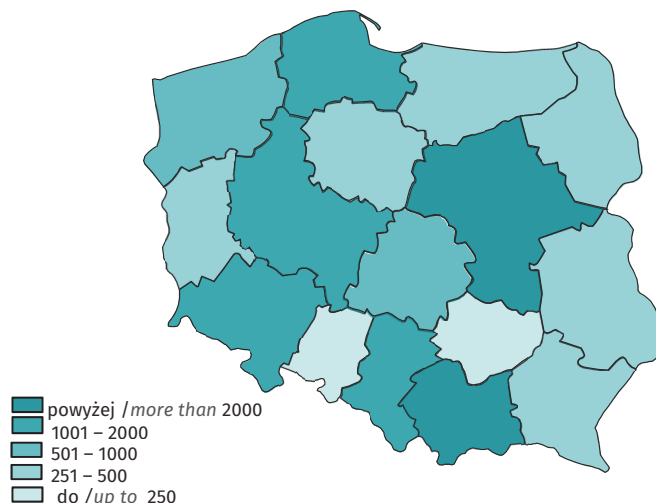 powyżej /more than 2000
1001 – 2000
501 – 1000
251 – 500
do /up to 250